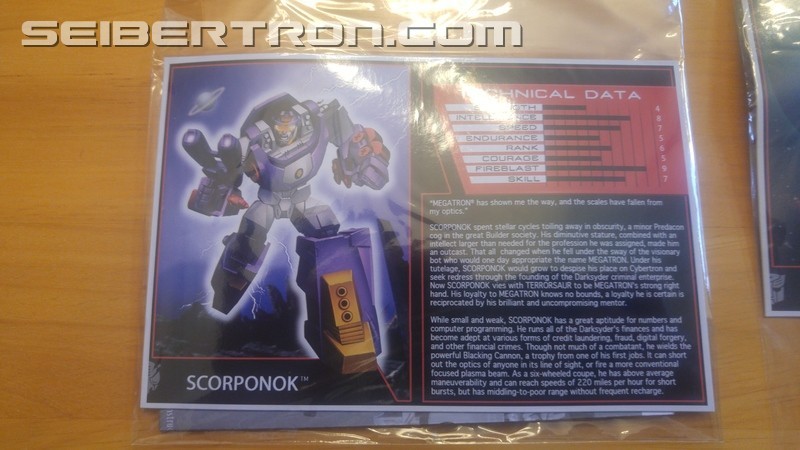 SEIBERTRON.COM
TECHNICAL DATA
STRENGTH 4
INTELLIGENCE 8
SPEED 7
ENDURANCE 5
RANK 6
COURAGE 5
FIREBLAST 9
SKILL 7
"MEGATRON® has shown me the way, and the scales have fallen from
my optics."
SCORPONOK spent stellar cycles toiling away in obscurity, a minor Predacon
cog in the great Builder society. His diminutive stature, combined with an
intellect larger than needed for the profession he was assigned, made him
an outcast. That all changed when he fell under the sway of the visionary
bot who would one day appropriate the name MEGATRON. Under his
tutelage, SCORPONOK would grow to despise his place on Cybertron and
seek redress through the founding of the Darksyder criminal enterprise.
Now SCORPONOK vies with TERRORSAUR to be MEGATRON's strong right
hand. His loyalty to MEGATRON knows no bounds, a loyalty he is certain is
reciprocated by his brilliant and uncompromising mentor.
While small and weak, SCORPONOK has a great aptitude for numbers and
computer programming. He runs all of the Darksyder's finances and has
become adept at various forms of credit laundering, fraud, digital forgery,
and other financial crimes. Though not much of a combatant, he wields the
powerful Blacking Cannon, a trophy from one of his first jobs. It can short
out the optics of anyone in its line of sight, or fire a more conventional
focused plasma beam. As a six-wheeled coupe, he has above average
maneuverability and can reach speeds of 220 miles per hour for short
bursts, but has middling-to-poor range without frequent recharge.
SCORPONOK™